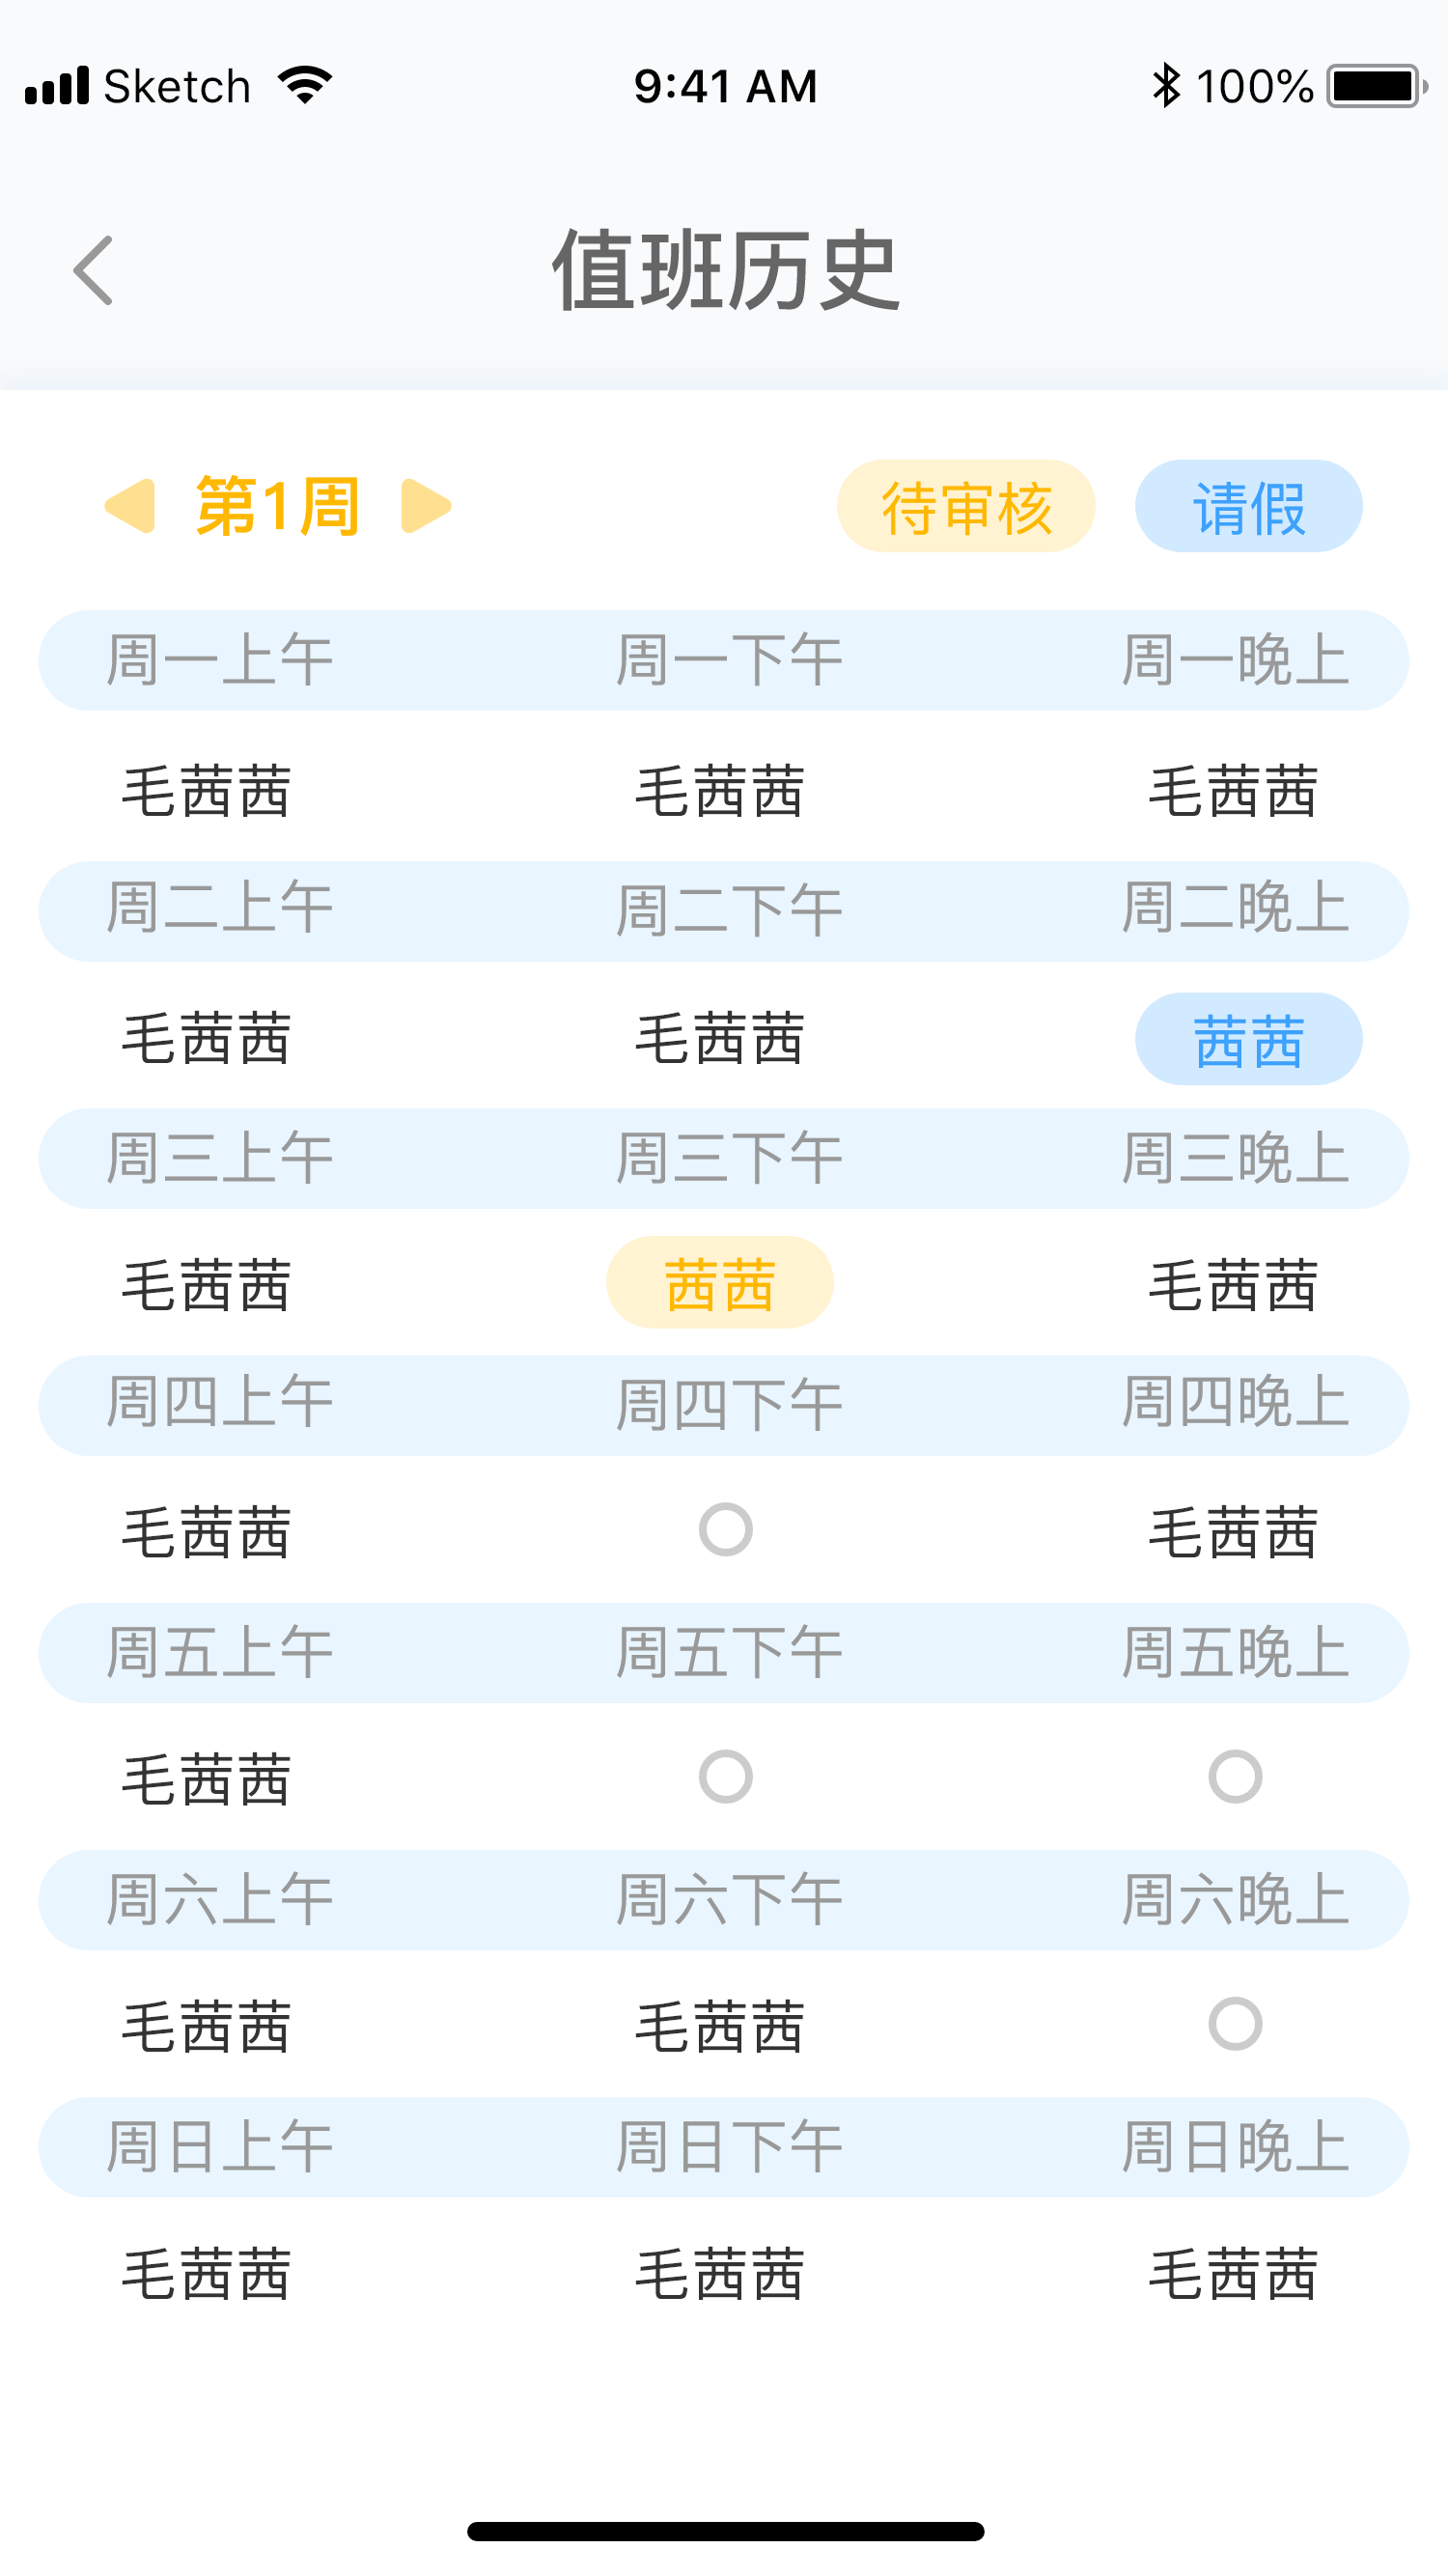 Sketch 9:41 AM 100%
值班历史
第1周 待审核 请假
周一上午 周一下午 周一晚上
毛茜茜 毛茜茜 毛茜茜
周二上午 周二下午 周二晚上
毛茜茜 毛茜茜 茜茜
周三上午 周三下午 周三晚上
毛茜茜 茜茜 毛茜茜
周四上午 周四下午 周四晚上
毛茜茜 毛茜茜
周五上午 周五下午 周五晚上
毛茜茜
周六上午 周六下午 周六晚上
毛茜茜 毛茜茜
周日上午 周日下午 周日晚上
毛茜茜 毛茜茜 毛茜茜